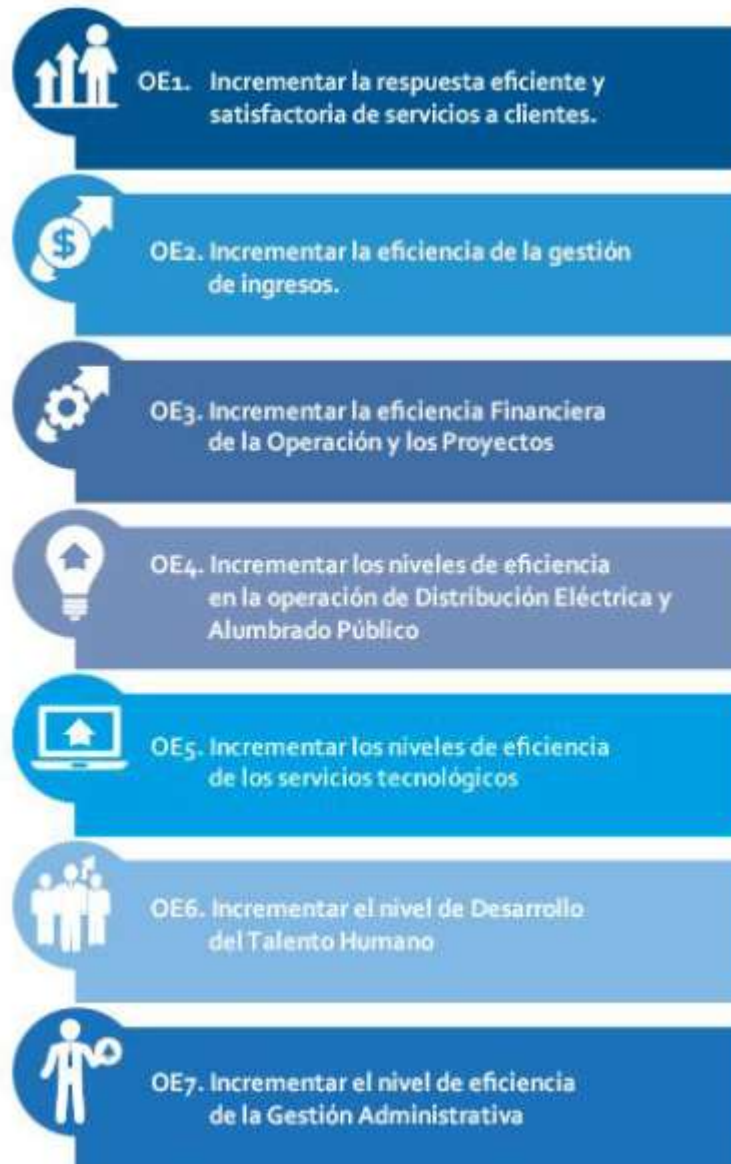 OE1. Incrementar la respuesta eficiente y
satisfactoria de servicios a clientes.
$
OE2. Incrementar la eficiencia de la gestión
de ingresos.
OE3. Incrementar la eficiencia Financiera
de la Operación y los Proyectos
OE4. Incrementar los niveles de eficiencia
en la operación de Distribución Eléctrica y
Alumbrado Público
OE5. Incrementar los niveles de eficiencia
de los servicios tecnológicos
OE6. Incrementar el nivel de Desarrollo
del Talento Humano
OE7. Incrementar el nivel de eficiencia
de la Gestión Administrativa